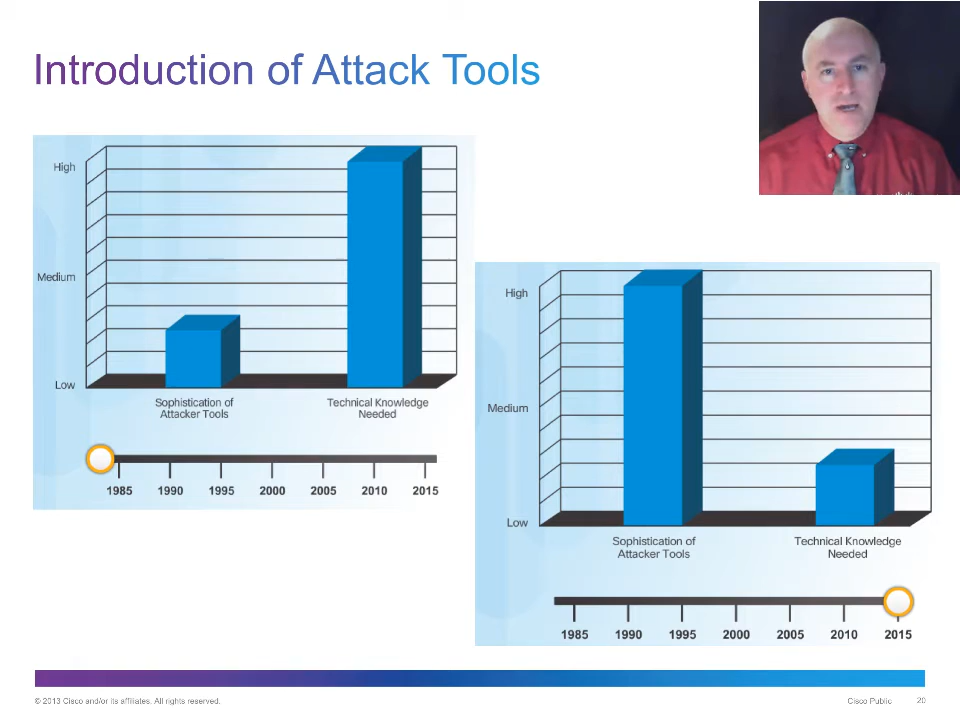 Introduction of Attack Tools
High
Medium
Low
Sophistication of
Attacker Tools
Technical Knowledge
Needed
1985 1990 1995 2000 2005 2010 2015
High
Medium
Low
Sophistication of
Attacker Tools
Technical Knowledge
Needed
1985 1990 1995 2000 2005 2010 2015
© 2013 Cisco and/or its affiliates. All rights reserved.
Cisco Public 20